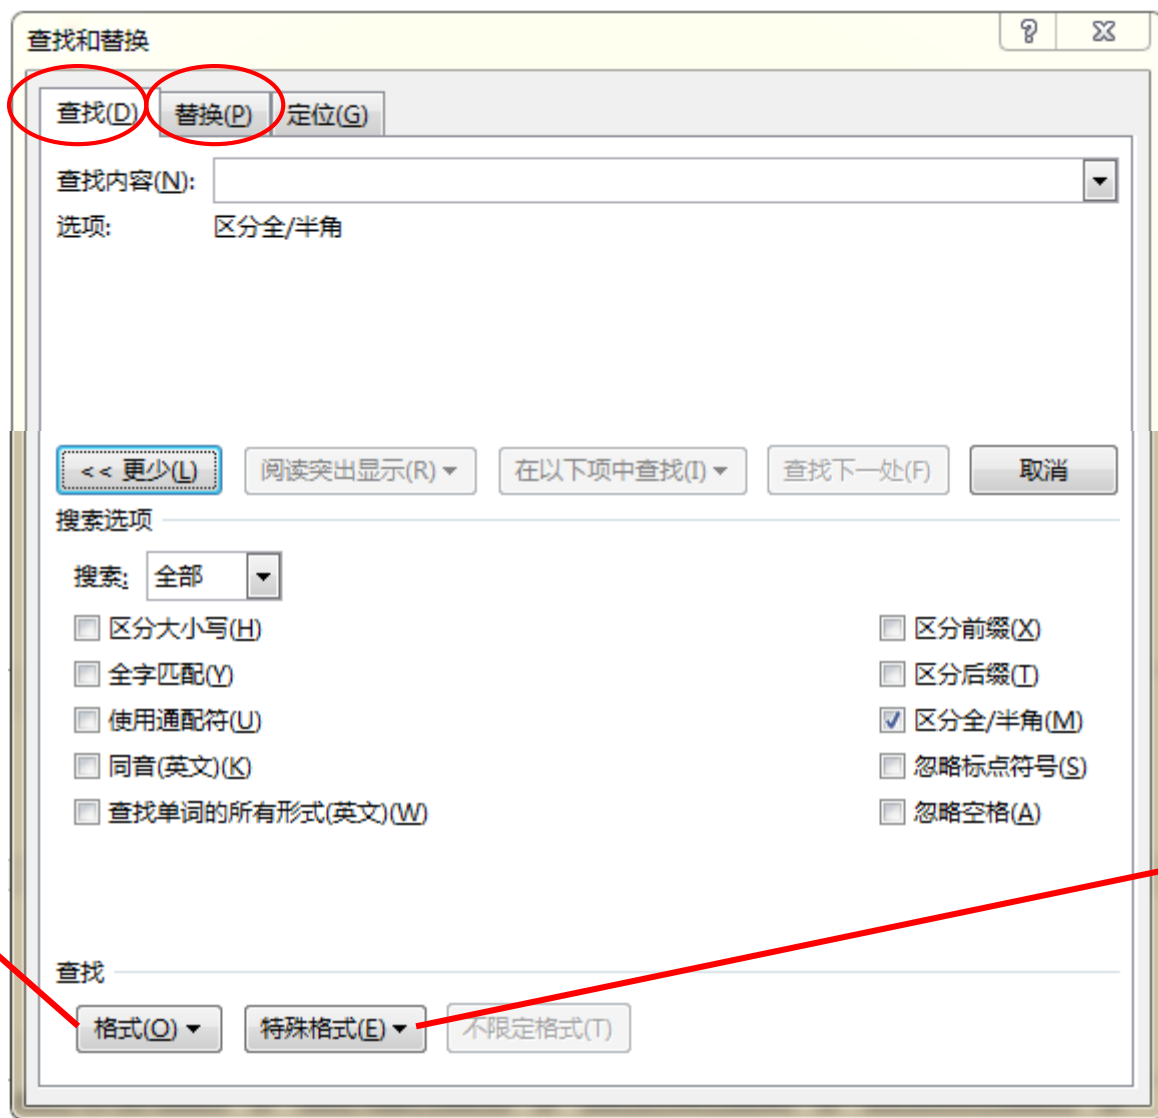 查找和替换
查找(D) 替换(P) 定位(G)
查找内容(N):
选项: 区分全/半角
<< 更少(L) 阅读突出显示(R) 在以下项中查找(I) 查找下一处(F) 取消
搜索选项
搜索: 全部
区分大小写(H) 区分前缀(X)
全字匹配(Y) 区分后缀(T)
使用通配符(U) 区分全/半角(M)
同音(英文)(K) 忽略标点符号(S)
查找单词的所有形式(英文)(W) 忽略空格(A)
查找
格式(O) 特殊格式(E) 不限定格式(T)